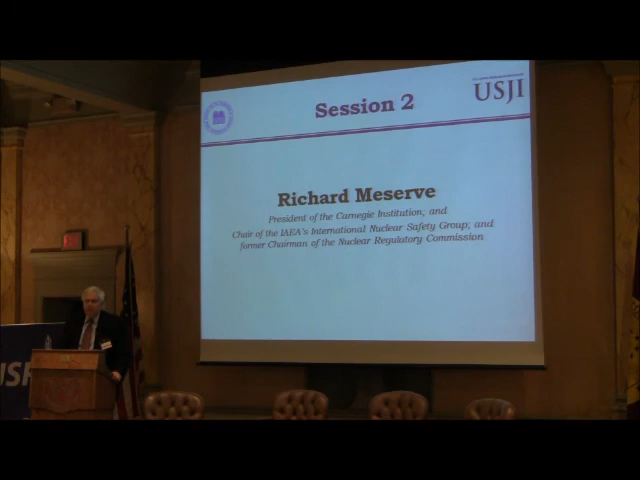 Session 2
USJI
Richard Meserve
President of the Carnegie Institution; and
Chair of the IAEA's International Nuclear Safety Group; and
former Chairman of the Nuclear Regulatory Commission